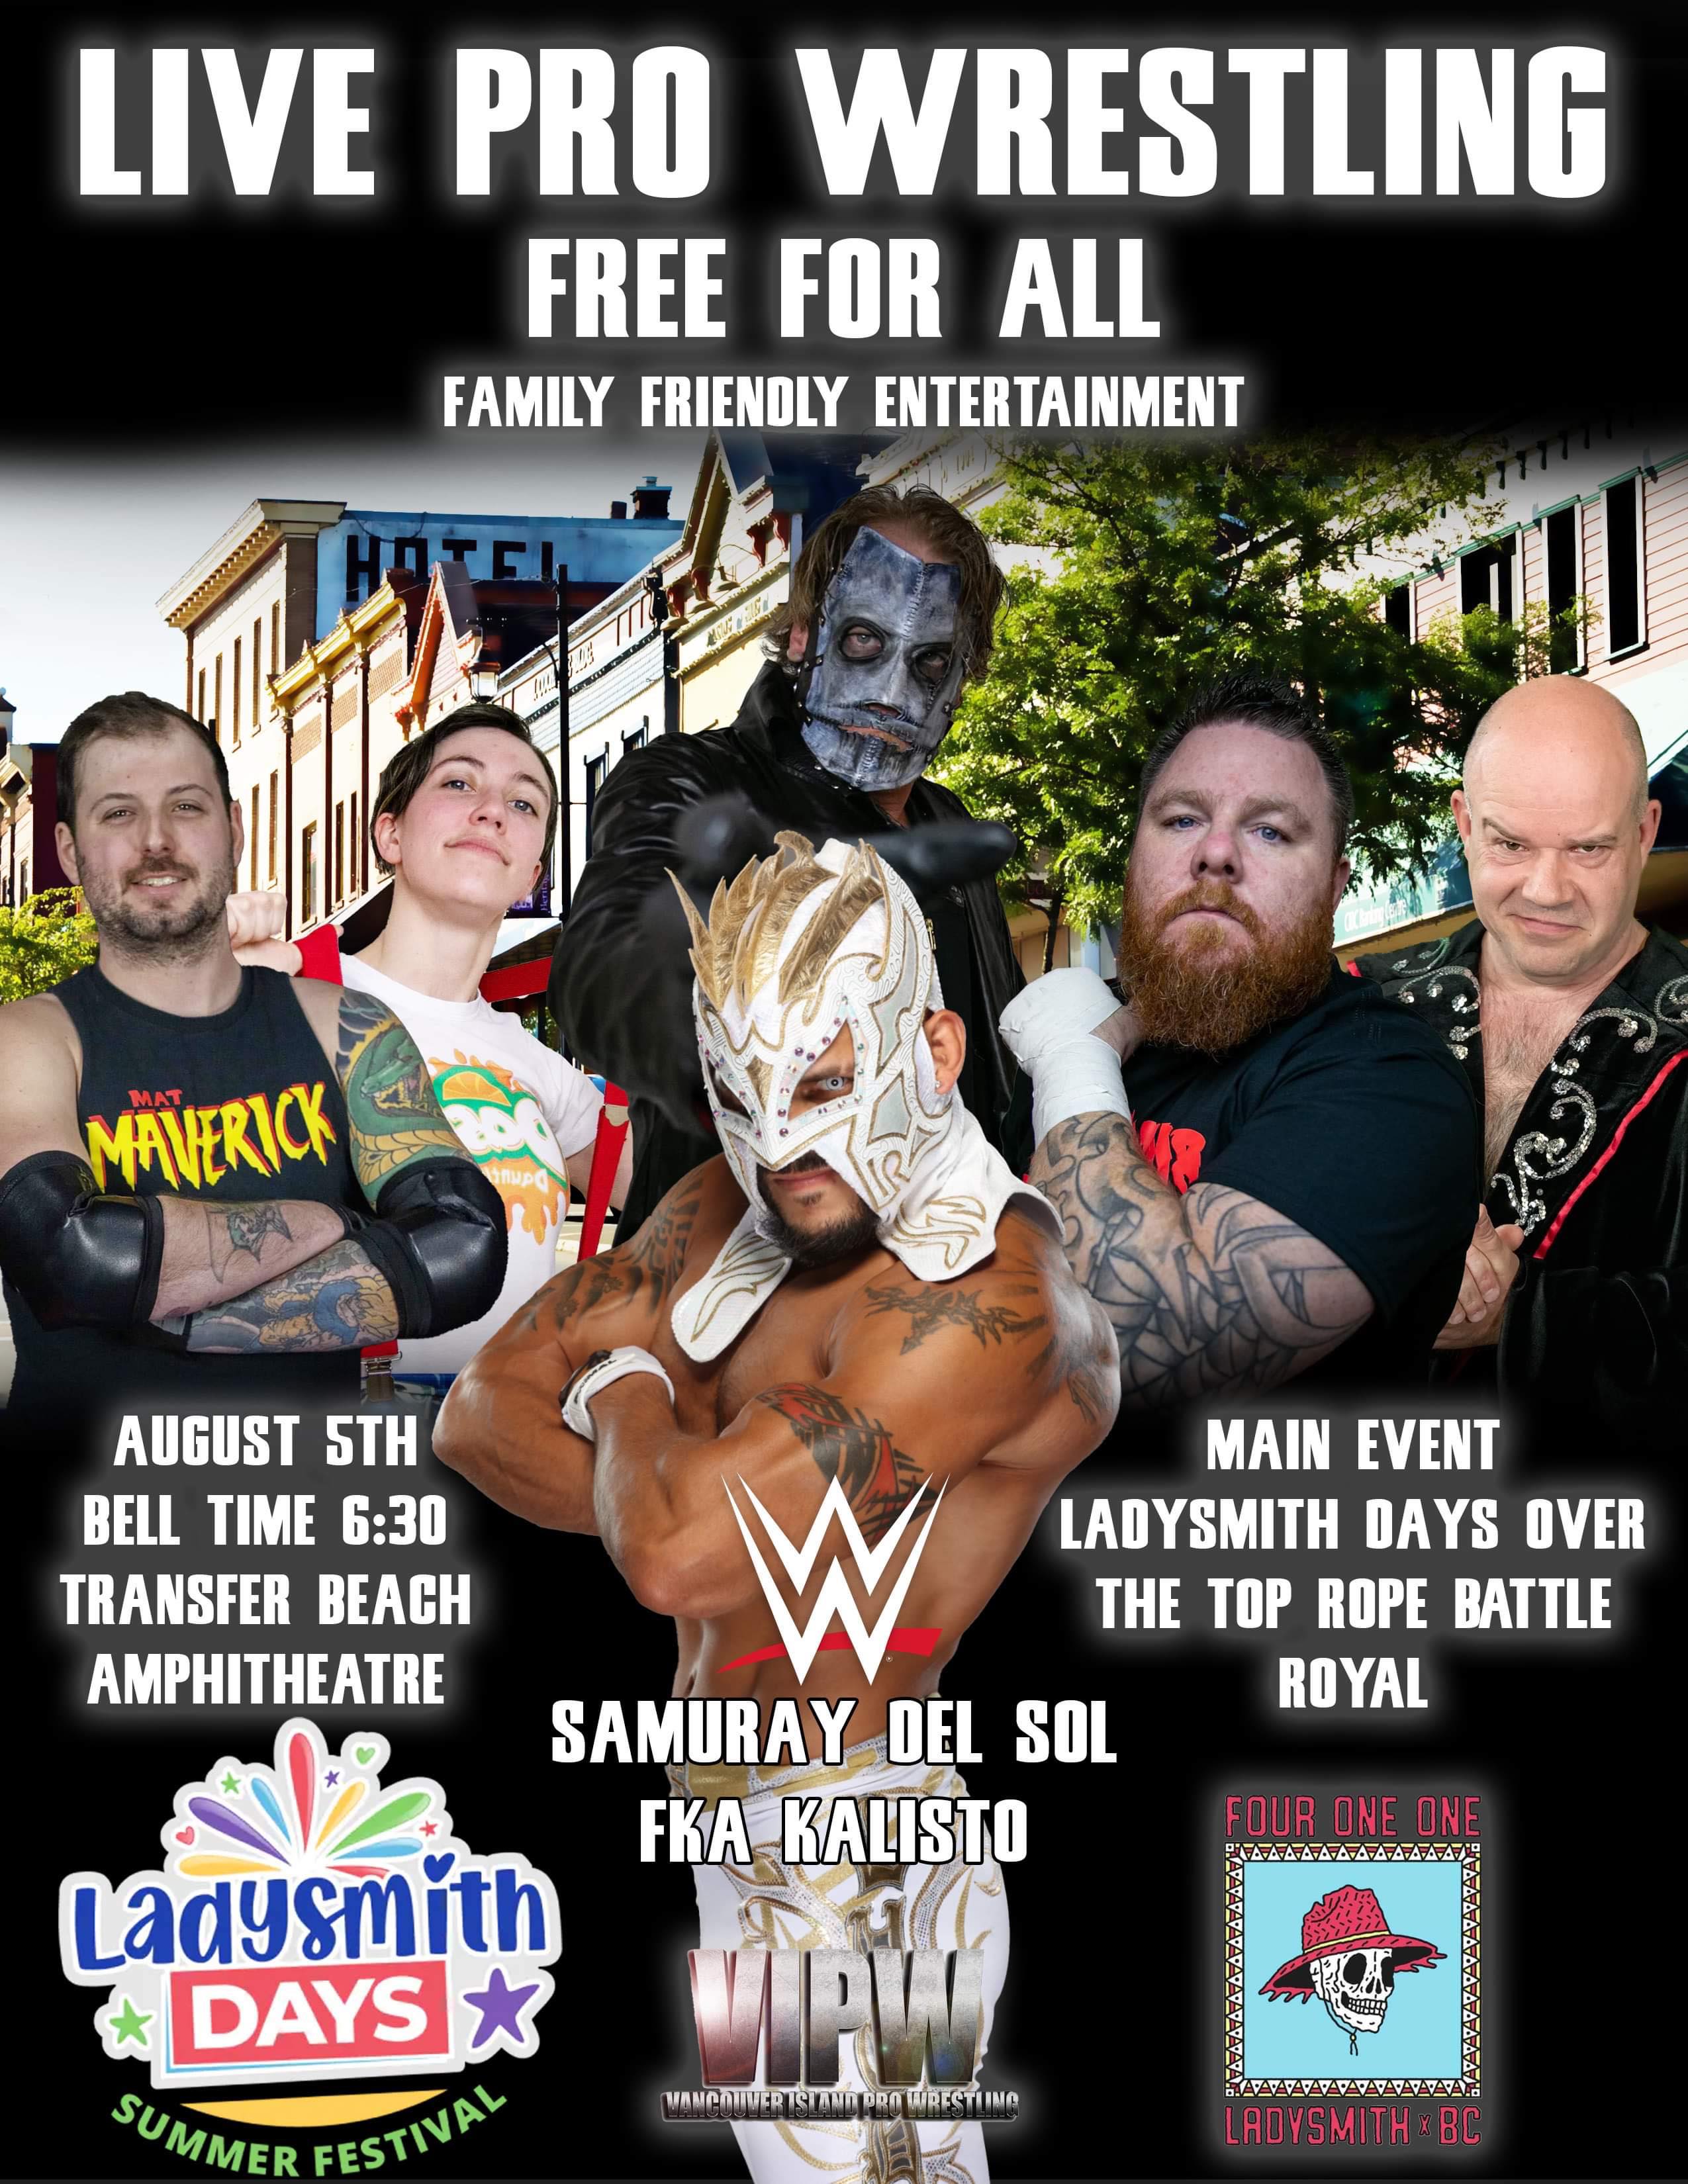 LIVE PRO WRESTLING
FREE FOR ALL
FAMILY FRIENDLY ENTERTAINMENT
HOTEL
MAT
MAVERICK
AUGUST 5TH
BELL TIME 6:30
TRANSFER BEACH
AMPHITHEATRE
MAIN EVENT
LADYSMITH DAYS OVER
THE TOP ROPE BATTLE
ROYAL
W
SAMURAY DEL SOL
FKA KALISTO
Ladysmith
DAYS
SUMMER FESTIVAL
VIPW
VANCOUVER ISLAND PRO WRESTLING
FOUR ONE ONE
LADYSMITH X BC